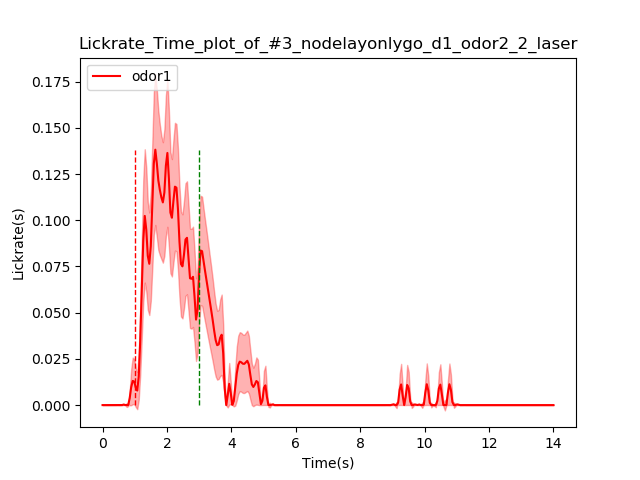 Lickrate_Time_plot_of_#3_nodelayonlygo_d1_odor2_2_laser
odor1
0.175
0.150
0.125
0.100
0.075
0.050
0.025
0.000
Lickrate(s)
0 2 4 6 8 10 12 14
Time(s)